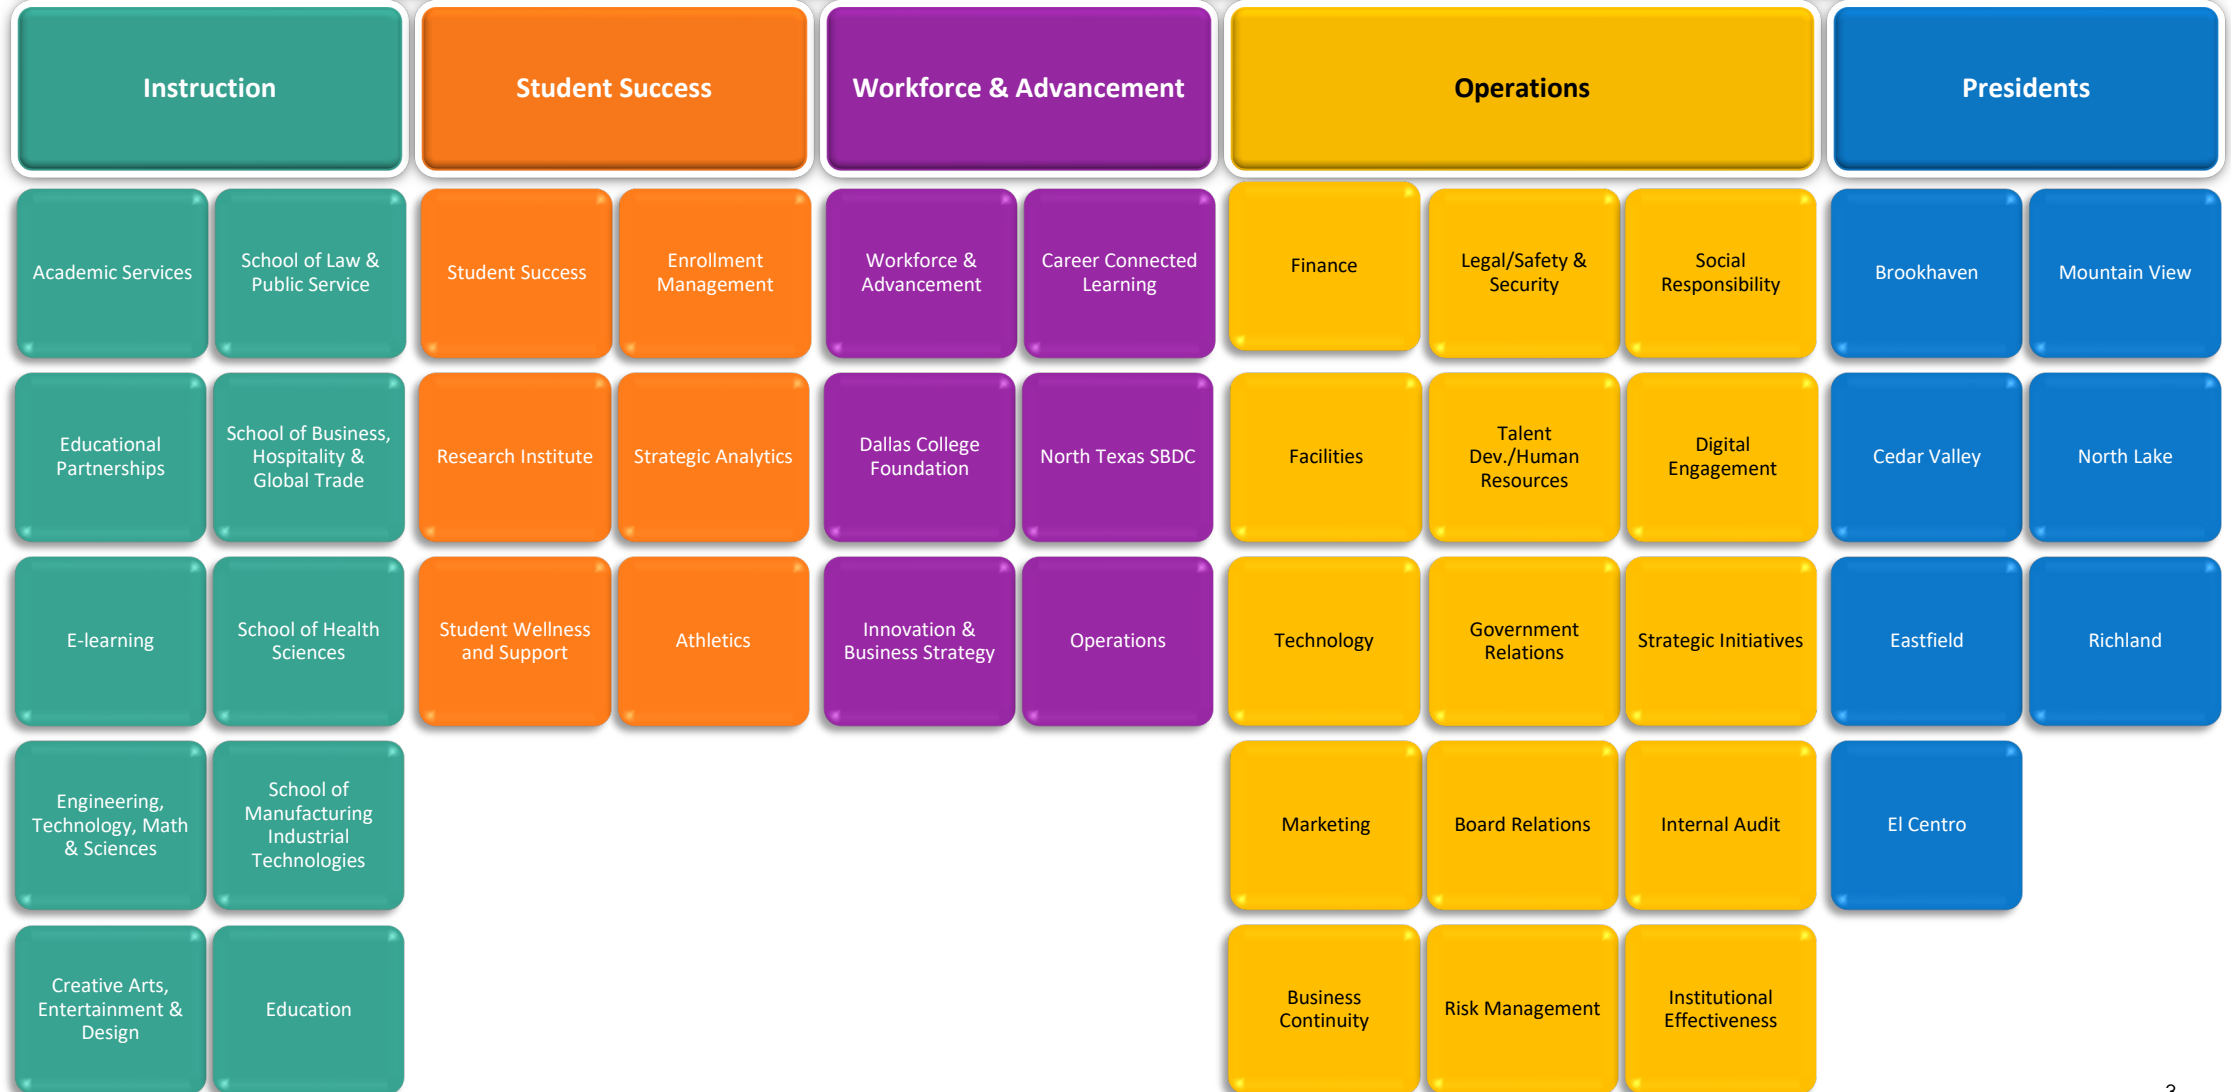 Instruction
Student Success
Workforce & Advancement
Operations
Presidents
Academic Services
School of Law &
Public Service
Student Success
Enrollment
Management
Workforce &
Advancement
Career Connected
Learning
Finance
Legal/Safety &
Security
Social
Responsibility
Brookhaven
Mountain View
Educational
Partnerships
School of Business,
Hospitality &
Global Trade
Research Institute
Strategic Analytics
Dallas College
Foundation
North Texas SBDC
Facilities
Talent
Dev./Human
Resources
Digital
Engagement
Cedar Valley
North Lake
E-learning
School of Health
Sciences
Student Wellness
and Support
Athletics
Innovation &
Business Strategy
Operations
Technology
Government
Relations
Strategic Initiatives
Eastfield
Richland
Engineering,
Technology, Math
& Sciences
School of
Manufacturing
Industrial
Technologies
Marketing
Board Relations
Internal Audit
El Centro
Creative Arts,
Entertainment &
Design
Education
Business
Continuity
Risk Management
Institutional
Effectiveness
3